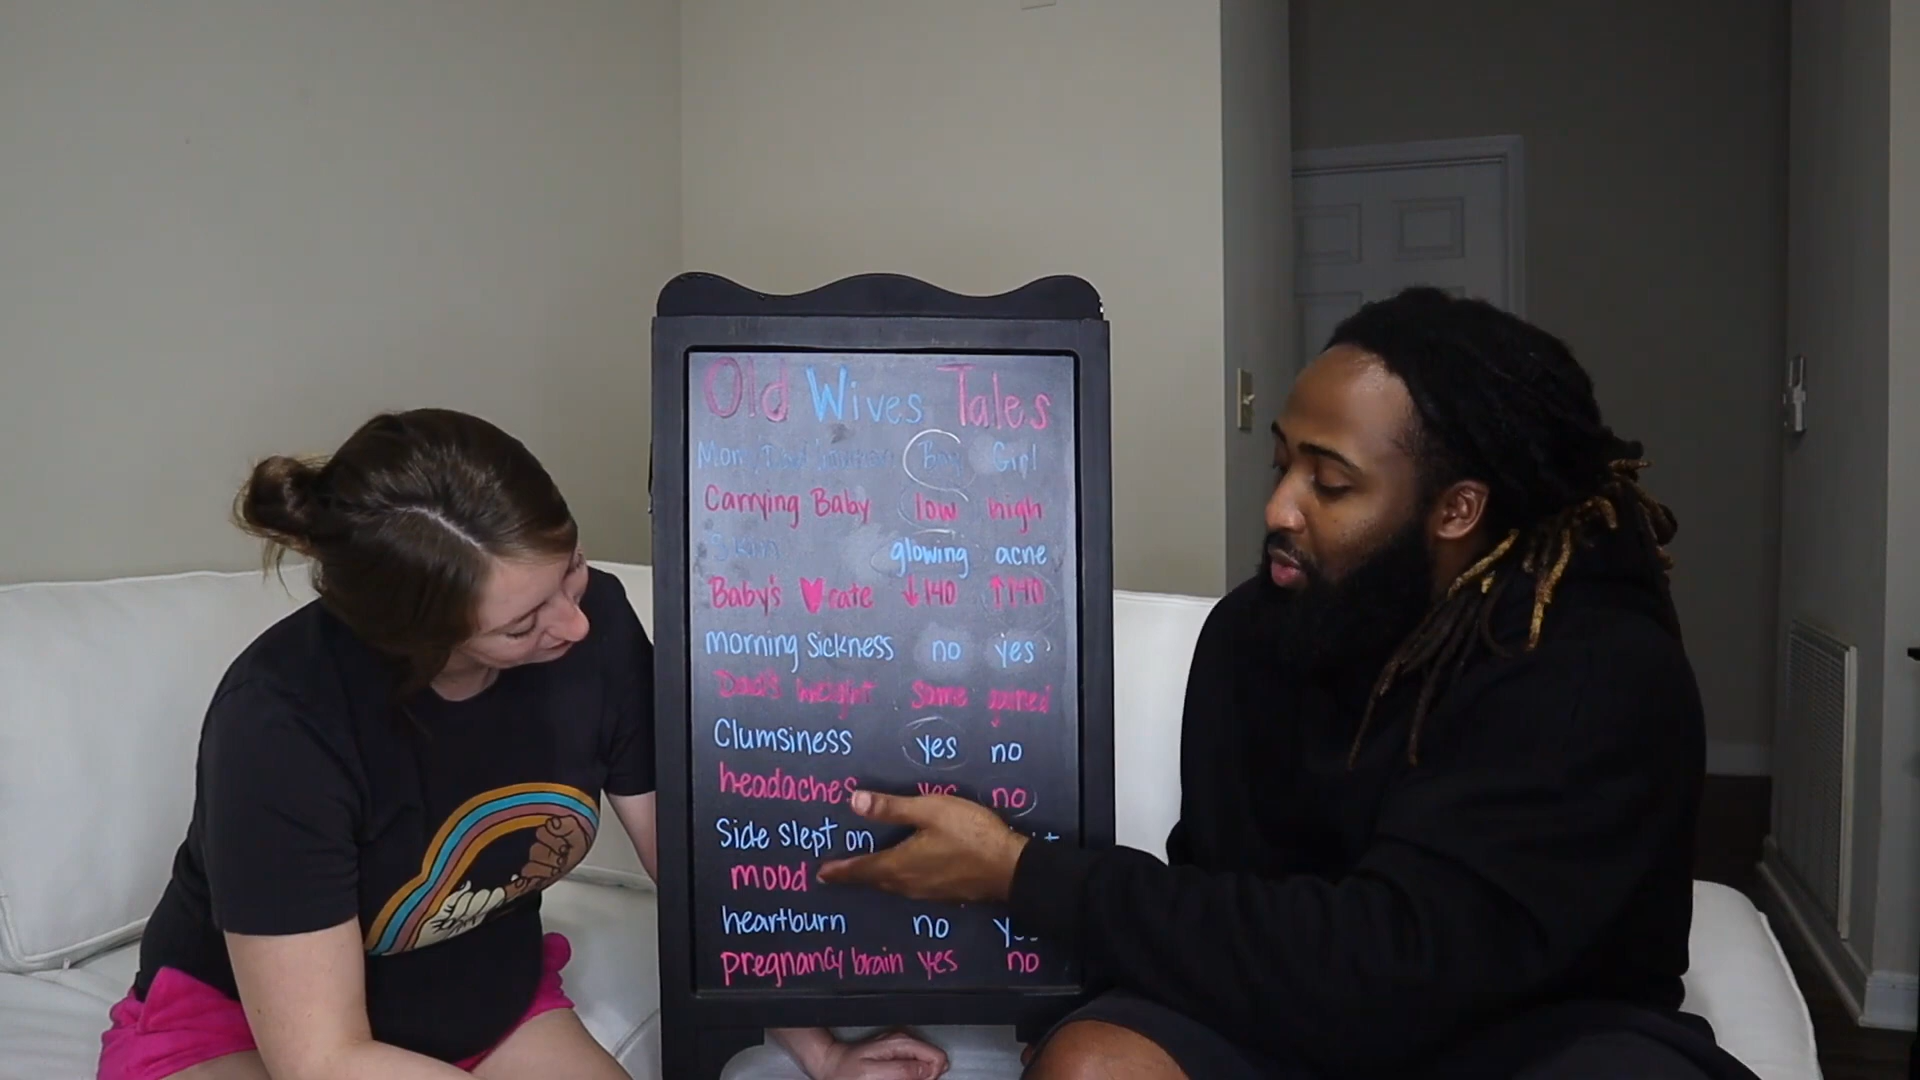 Old Wives Tales
Boy Girl
Carrying Baby low high
Skin glowing acne
Baby's ♥ rate ↓140 ↑140
morning sickness no yes
Dad's weight same gained
Clumsiness yes no
headaches yes no
Side slept on
mood
heartburn no
pregnancy brain yes no